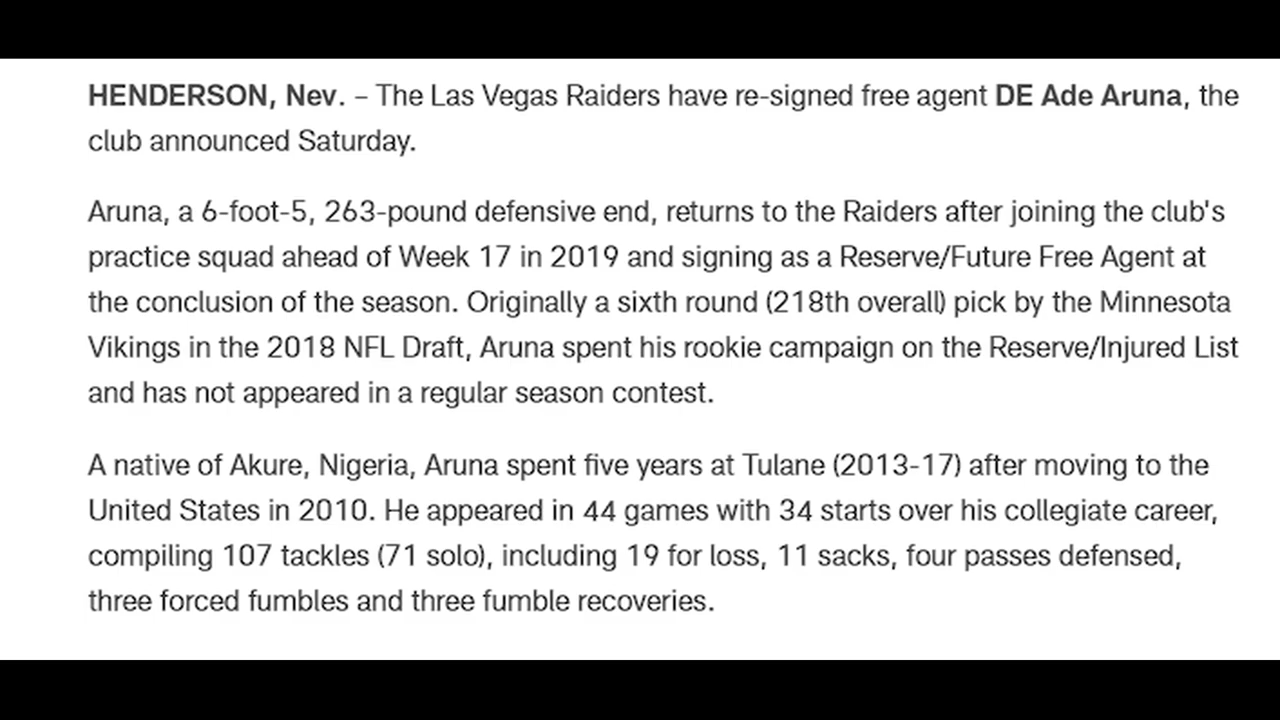 HENDERSON, Nev. – The Las Vegas Raiders have re-signed free agent DE Ade Aruna, the
club announced Saturday.
Aruna, a 6-foot-5, 263-pound defensive end, returns to the Raiders after joining the club's
practice squad ahead of Week 17 in 2019 and signing as a Reserve/Future Free Agent at
the conclusion of the season. Originally a sixth round (218th overall) pick by the Minnesota
Vikings in the 2018 NFL Draft, Aruna spent his rookie campaign on the Reserve/Injured List
and has not appeared in a regular season contest.
A native of Akure, Nigeria, Aruna spent five years at Tulane (2013-17) after moving to the
United States in 2010. He appeared in 44 games with 34 starts over his collegiate career,
compiling 107 tackles (71 solo), including 19 for loss, 11 sacks, four passes defensed,
three forced fumbles and three fumble recoveries.